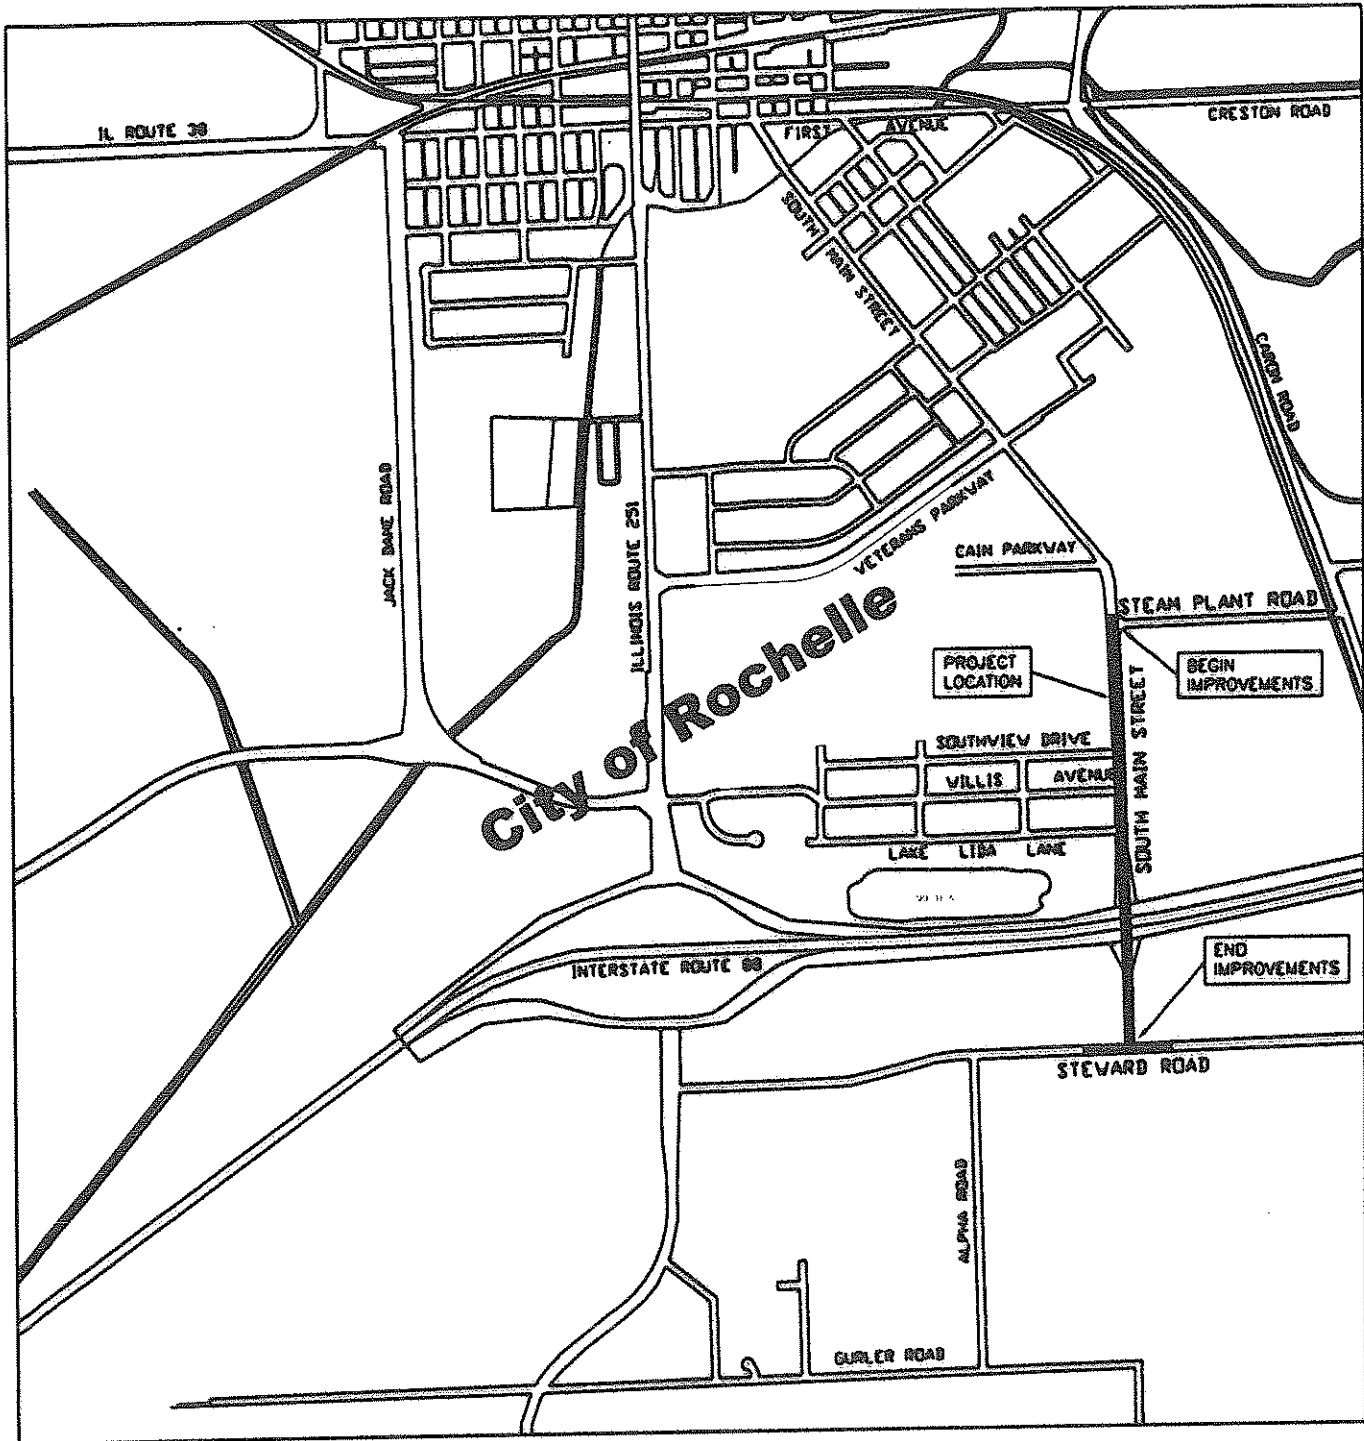 IL ROUTE 38
CRESTON ROAD
FIRST AVENUE
SOUTH MAIN STREET
CARON ROAD
JACK DAME ROAD
ILLINOIS ROUTE 251
VETERANS PARKWAY
CAIN PARKWAY
STEAM PLANT ROAD
City of Rochelle
PROJECT
LOCATION
BEGIN
IMPROVEMENTS
SOUTH MAIN STREET
SOUTHVIEW DRIVE
WILLIS AVENUE
LAKE LIDA LANE
INTERSTATE ROUTE 88
END
IMPROVEMENTS
STEWARD ROAD
ALPHA ROAD
GURLER ROAD